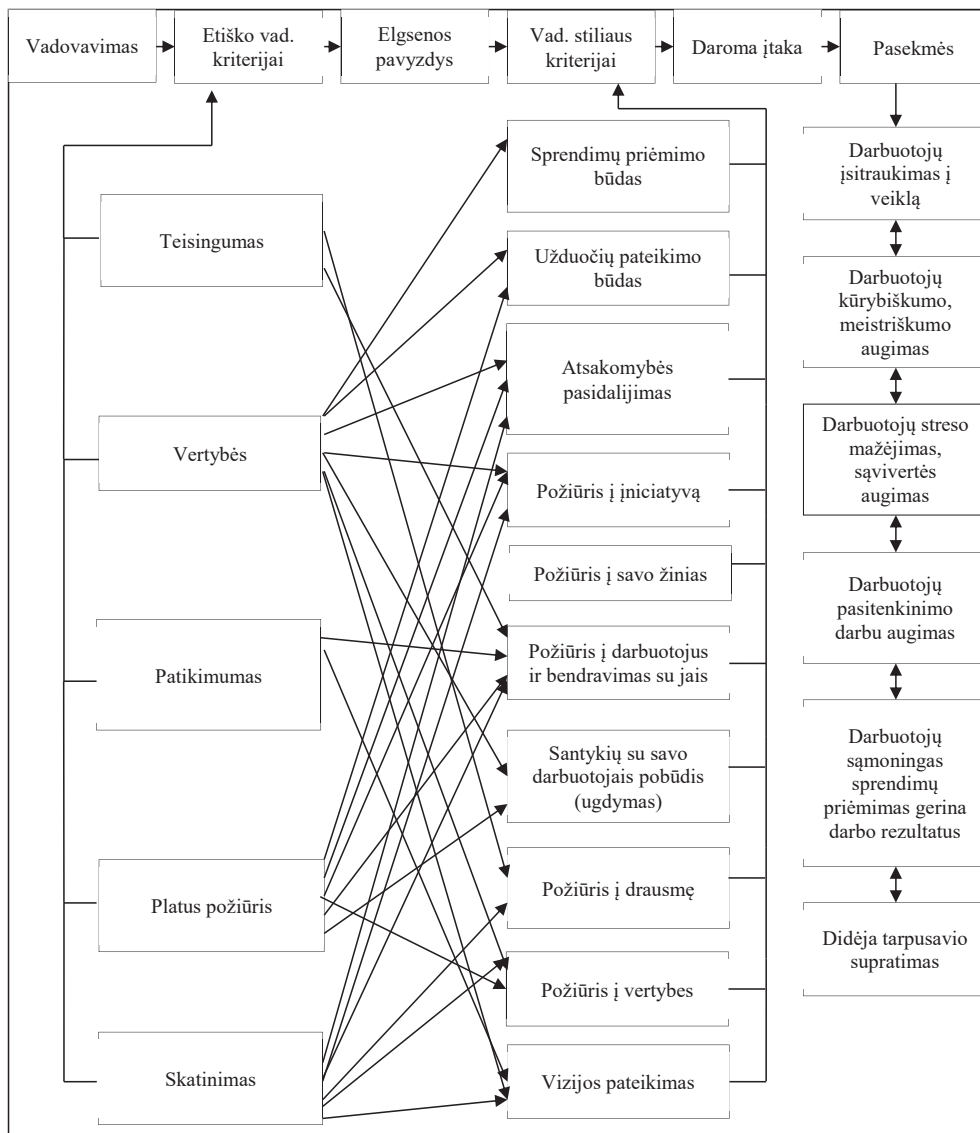 Vadovavimas
Etiško vad.
kriterijai
Elgsenos
pavyzdys
Vad. stiliaus
kriterijai
Daroma įtaka
Pasekmės
Teisingumas
Vertybės
Patikimumas
Platus požiūris
Skatinimas
Sprendimų priėmimo
būdas
Užduočių pateikimo
būdas
Atsakomybės
pasidalijimas
Požiūris į iniciatyvą
Požiūris į savo žinias
Požiūris į darbuotojus
ir bendravimas su jais
Santykių su savo
darbuotojais pobūdis
(ugdymas)
Požiūris į drausmę
Požiūris į vertybes
Vizijos pateikimas
Darbuotojų
įsitraukimas į
veiklą
Darbuotojų
kūrybiškumo,
meistriškumo
augimas
Darbuotojų streso
mažėjimas,
sąvivertės
augimas
Darbuotojų
pasitenkinimo
darbu augimas
Darbuotojų
sąmoningas
sprendimų
priėmimas gerina
darbo rezultatus
Didėja tarpusavio
supratimas